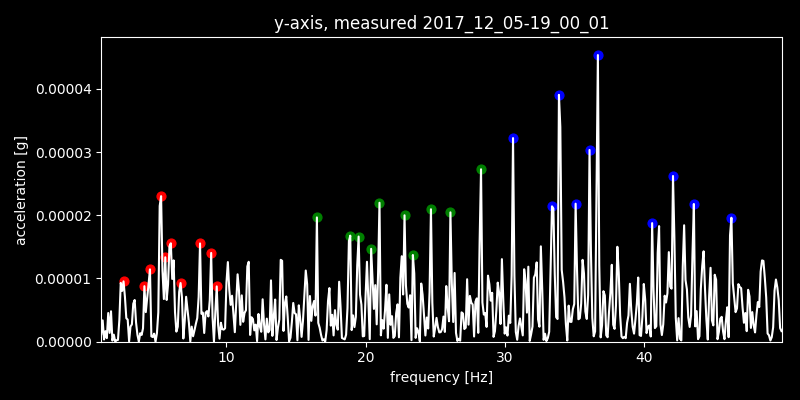 y-axis, measured 2017_12_05-19_00_01
0.00004
0.00003
0.00002
0.00001
0.00000
acceleration [g]
10 20 30 40
frequency [Hz]